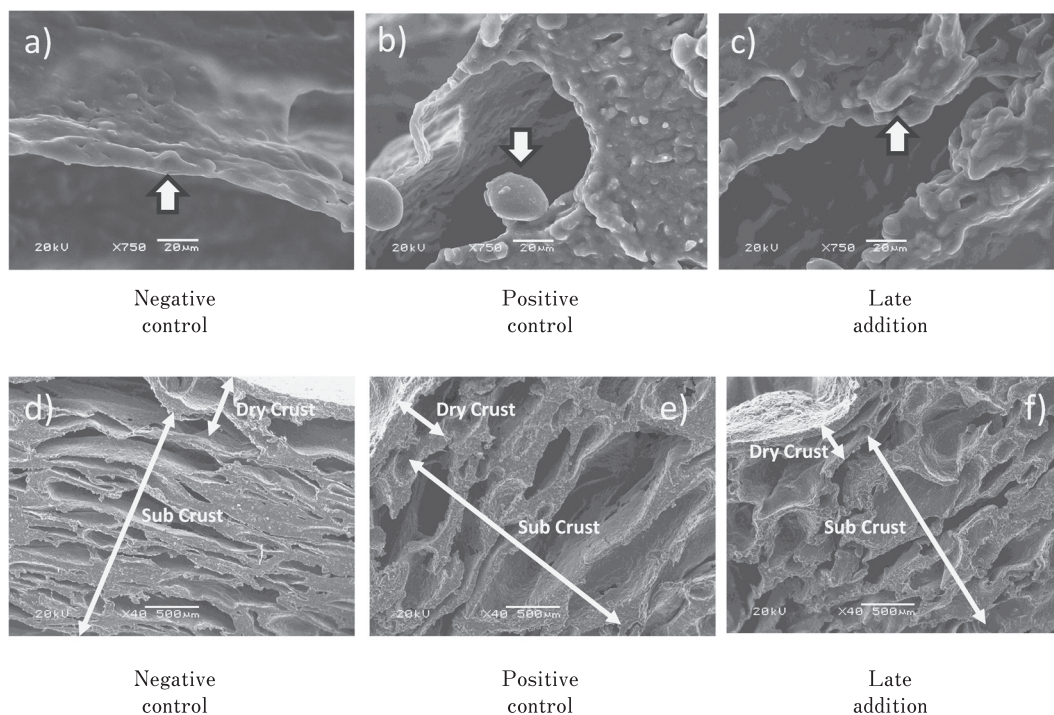 a)
20kV X750 20µm
b)
20kV X750 20µm
c)
20kV X750 20µm
Negative
control
Positive
control
Late
addition
d)
Dry Crust
Sub Crust
20kV X40 500µm
e)
Dry Crust
Sub Crust
20kV X40 500µm
f)
Dry Crust
Sub Crust
20kV X40 500µm
Negative
control
Positive
control
Late
addition